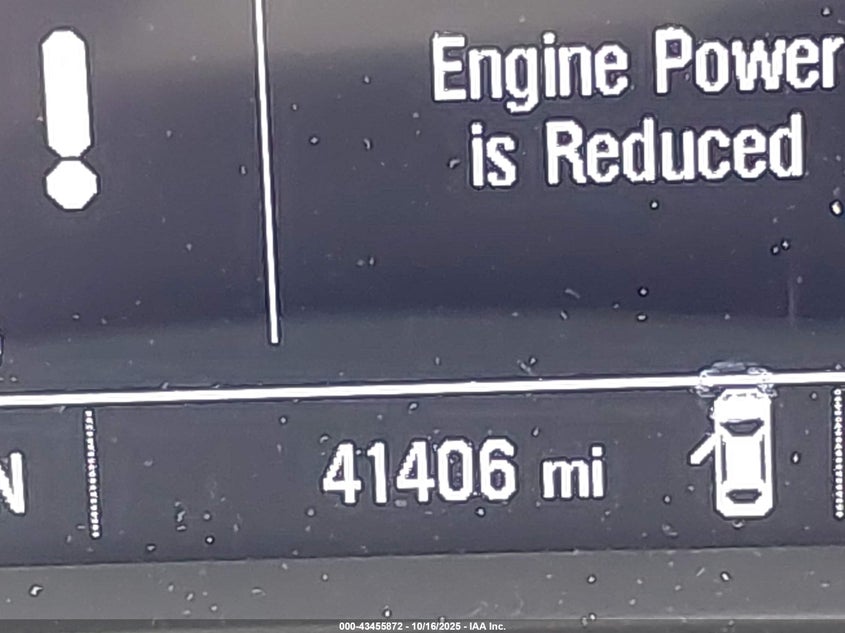 Engine Power
is Reduced
N
41406 mi
000-43455872 - 10/16/2025 - IAA Inc.